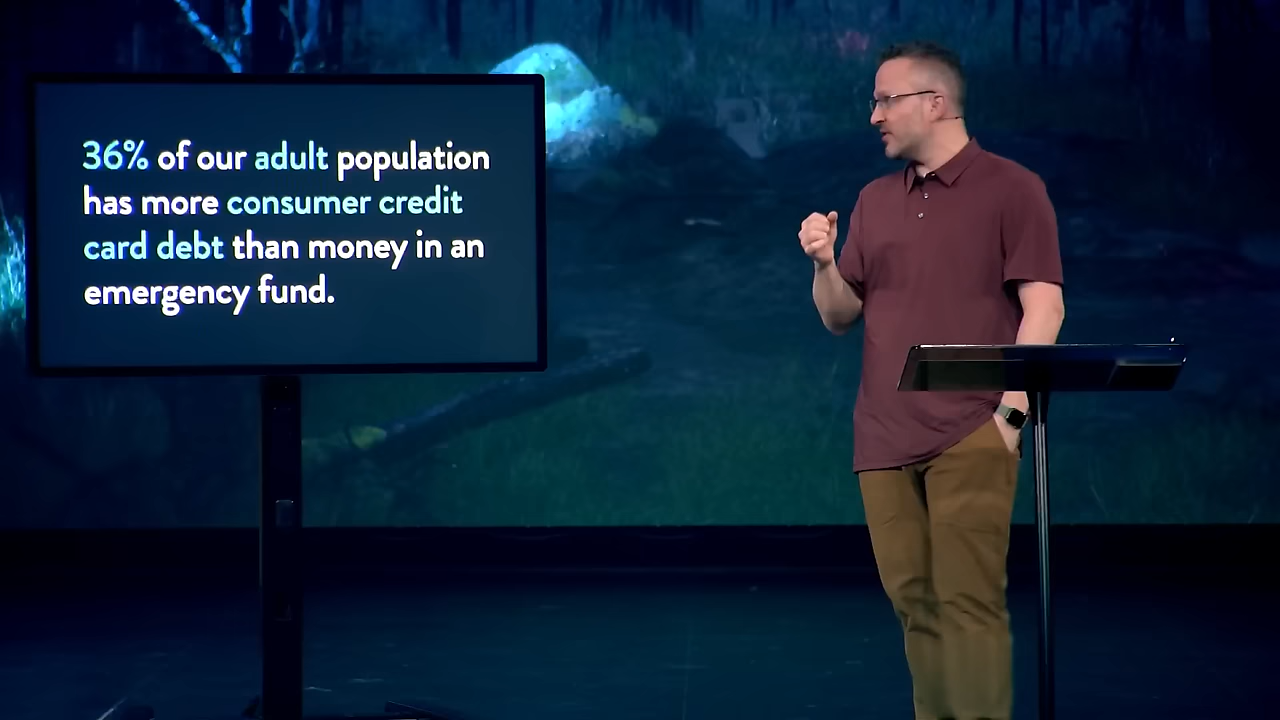 36% of our adult population
has more consumer credit
card debt than money in an
emergency fund.